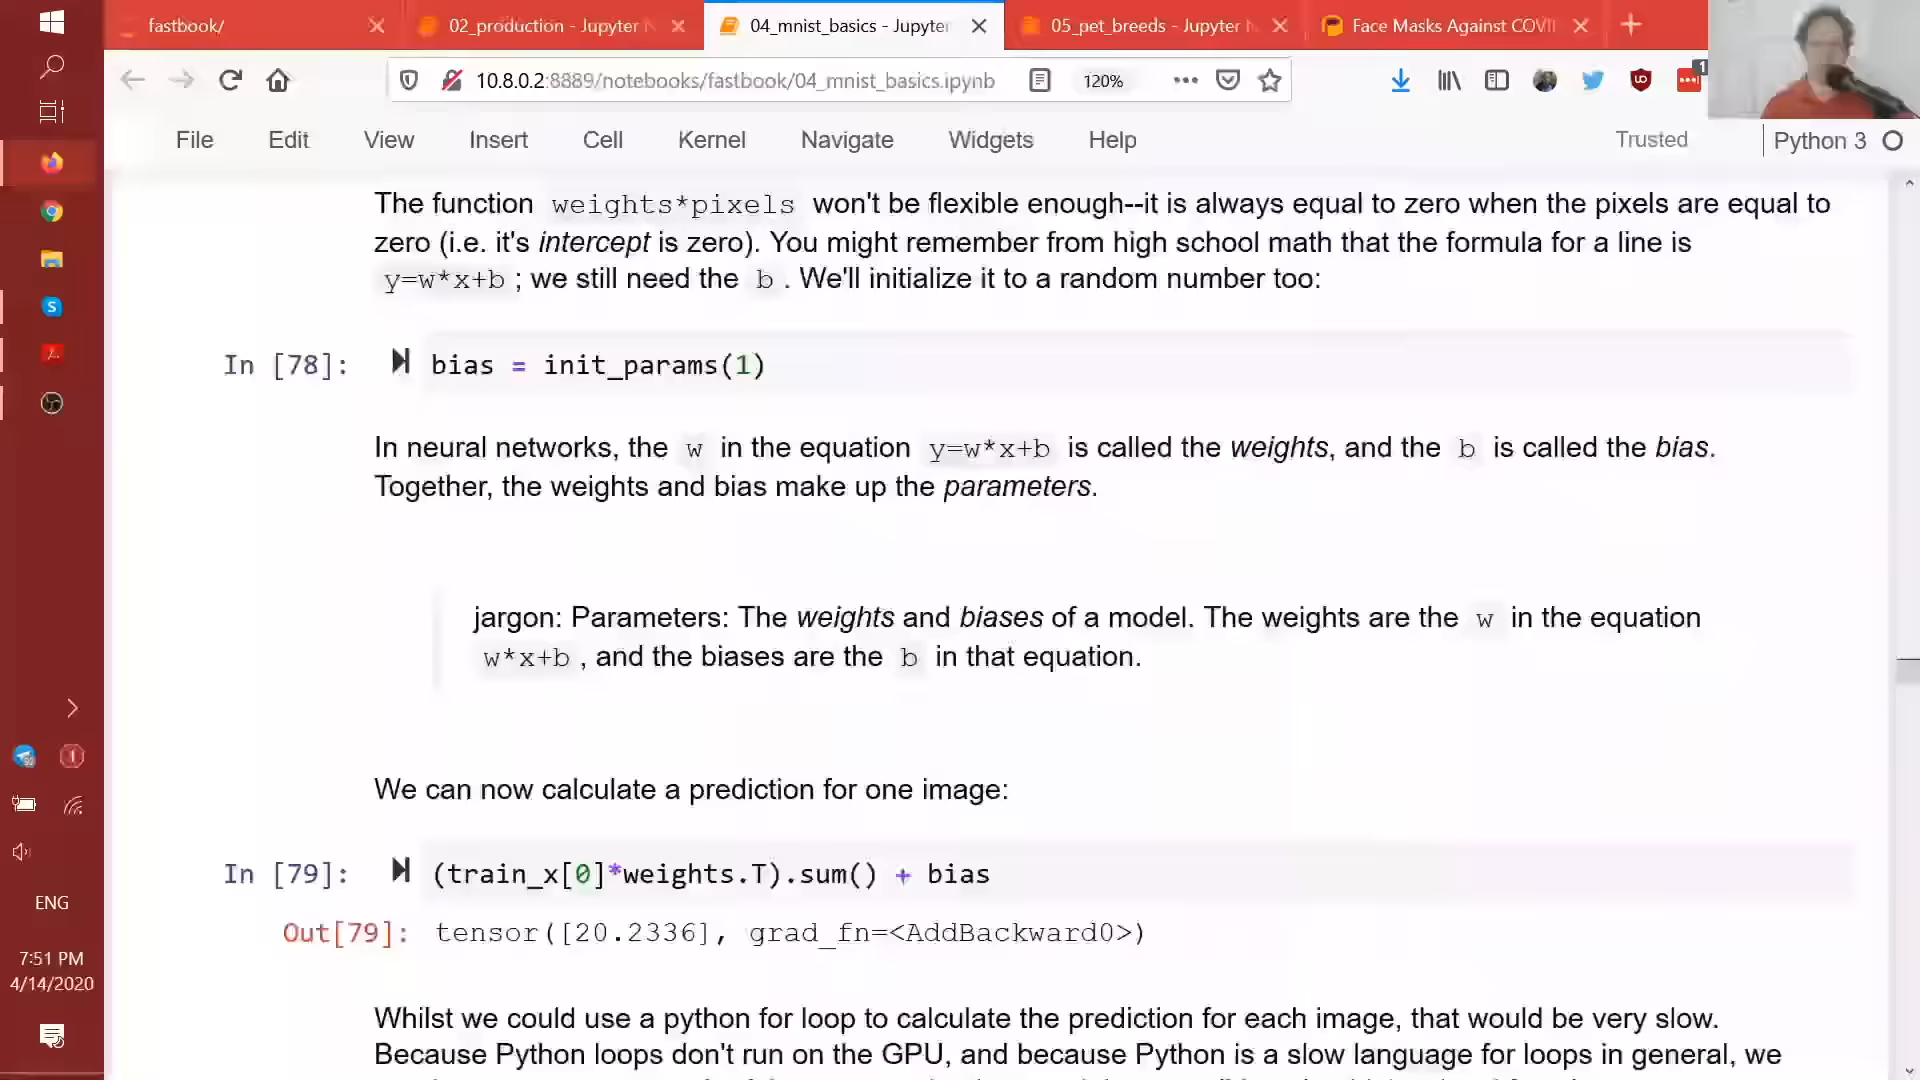 fastbook/
02_production - Jupyter N
04_mnist_basics - Jupyter
05_pet_breeds - Jupyter N
Face Masks Against COVI
10.8.0.2:8889/notebooks/fastbook/04_mnist_basics.ipynb
120%
1
File Edit View Insert Cell Kernel Navigate Widgets Help
Trusted
Python 3
The function weights*pixels won't be flexible enough--it is always equal to zero when the pixels are equal to
zero (i.e. it's intercept is zero). You might remember from high school math that the formula for a line is
y=w*x+b ; we still need the b . We'll initialize it to a random number too:
In [78]: bias = init_params(1)
In neural networks, the w in the equation y=w*x+b is called the weights, and the b is called the bias.
Together, the weights and bias make up the parameters.
jargon: Parameters: The weights and biases of a model. The weights are the w in the equation
w*x+b , and the biases are the b in that equation.
We can now calculate a prediction for one image:
In [79]: (train_x[0]*weights.T).sum() + bias
Out[79]: tensor([20.2336], grad_fn=<AddBackward0>)
Whilst we could use a python for loop to calculate the prediction for each image, that would be very slow.
Because Python loops don't run on the GPU, and because Python is a slow language for loops in general, we
ENG
7:51 PM
4/14/2020